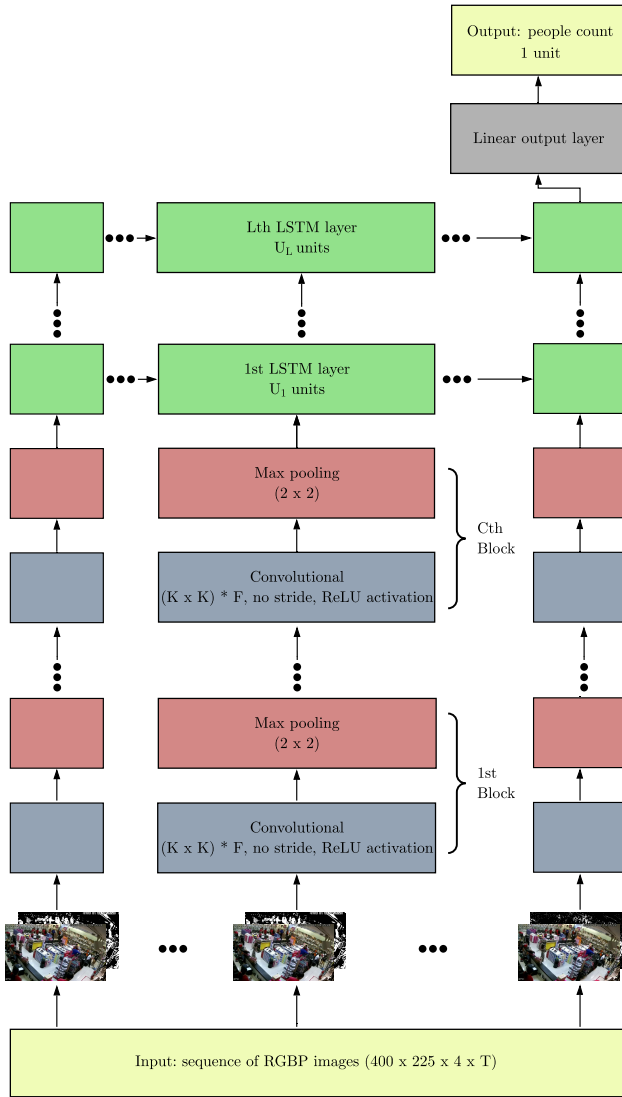 Output: people count
1 unit
Linear output layer
Lth LSTM layer
U_L units
1st LSTM layer
U_1 units
Max pooling
(2 x 2)
Cth
Block
Convolutional
(K x K) * F, no stride, ReLU activation
Max pooling
(2 x 2)
1st
Block
Convolutional
(K x K) * F, no stride, ReLU activation
Input: sequence of RGBP images (400 x 225 x 4 x T)